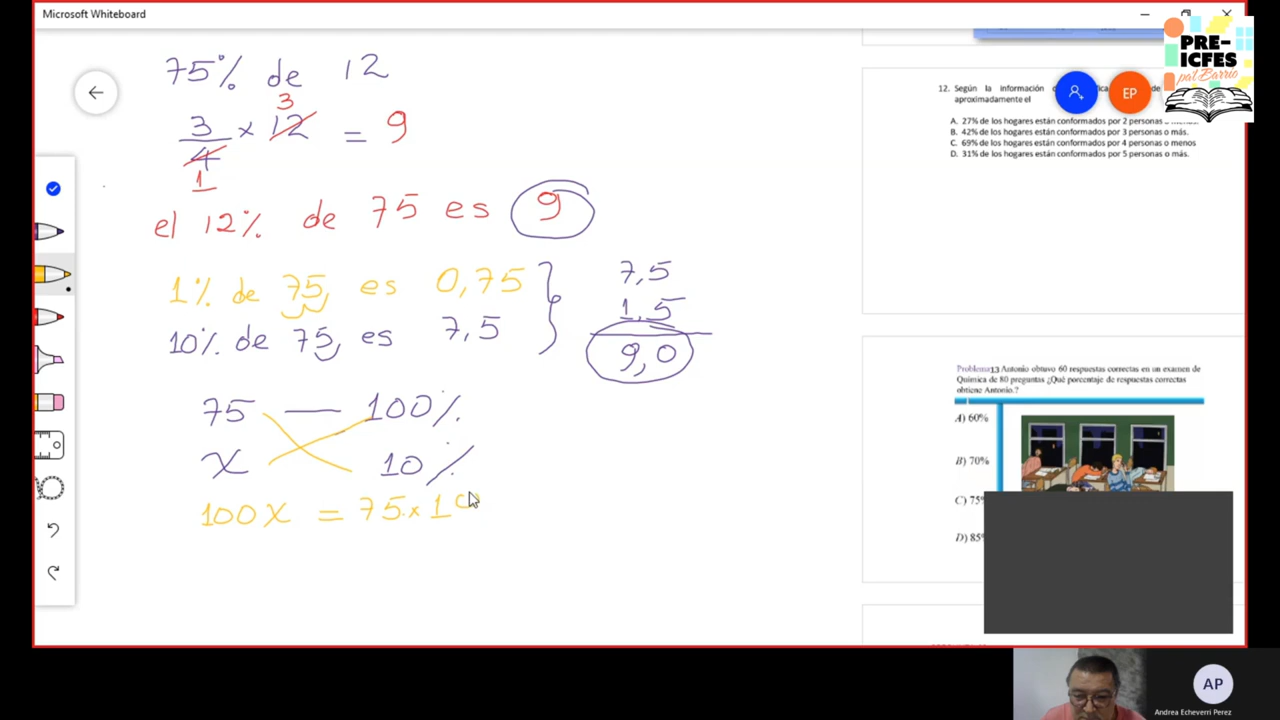 Microsoft Whiteboard
75% de 12
3/4 x 12 = 9
3
1
el 12% de 75 es 9
1% de 75, es 0,75
10% de 75, es 7,5
7,5
1,5
9,0
75 — 100%
x 10%
100x = 75 x 10
PRE-
ICFES
pal Barrio
EP
12. Según la información
aproximadamente el
A. 27% de los hogares están conformados por 2 personas o
B. 42% de los hogares están conformados por 3 personas o más.
C. 69% de los hogares están conformados por 4 personas o menos
D. 31% de los hogares están conformados por 5 personas o más.
Problema 13 Antonio obtuvo 60 respuestas correctas en un examen de
Química de 80 preguntas ¿Qué porcentaje de respuestas correctas
obtiene Antonio.?
A) 60%
B) 70%
C) 75%
D) 85%
AP
Andrea Echeverri Perez